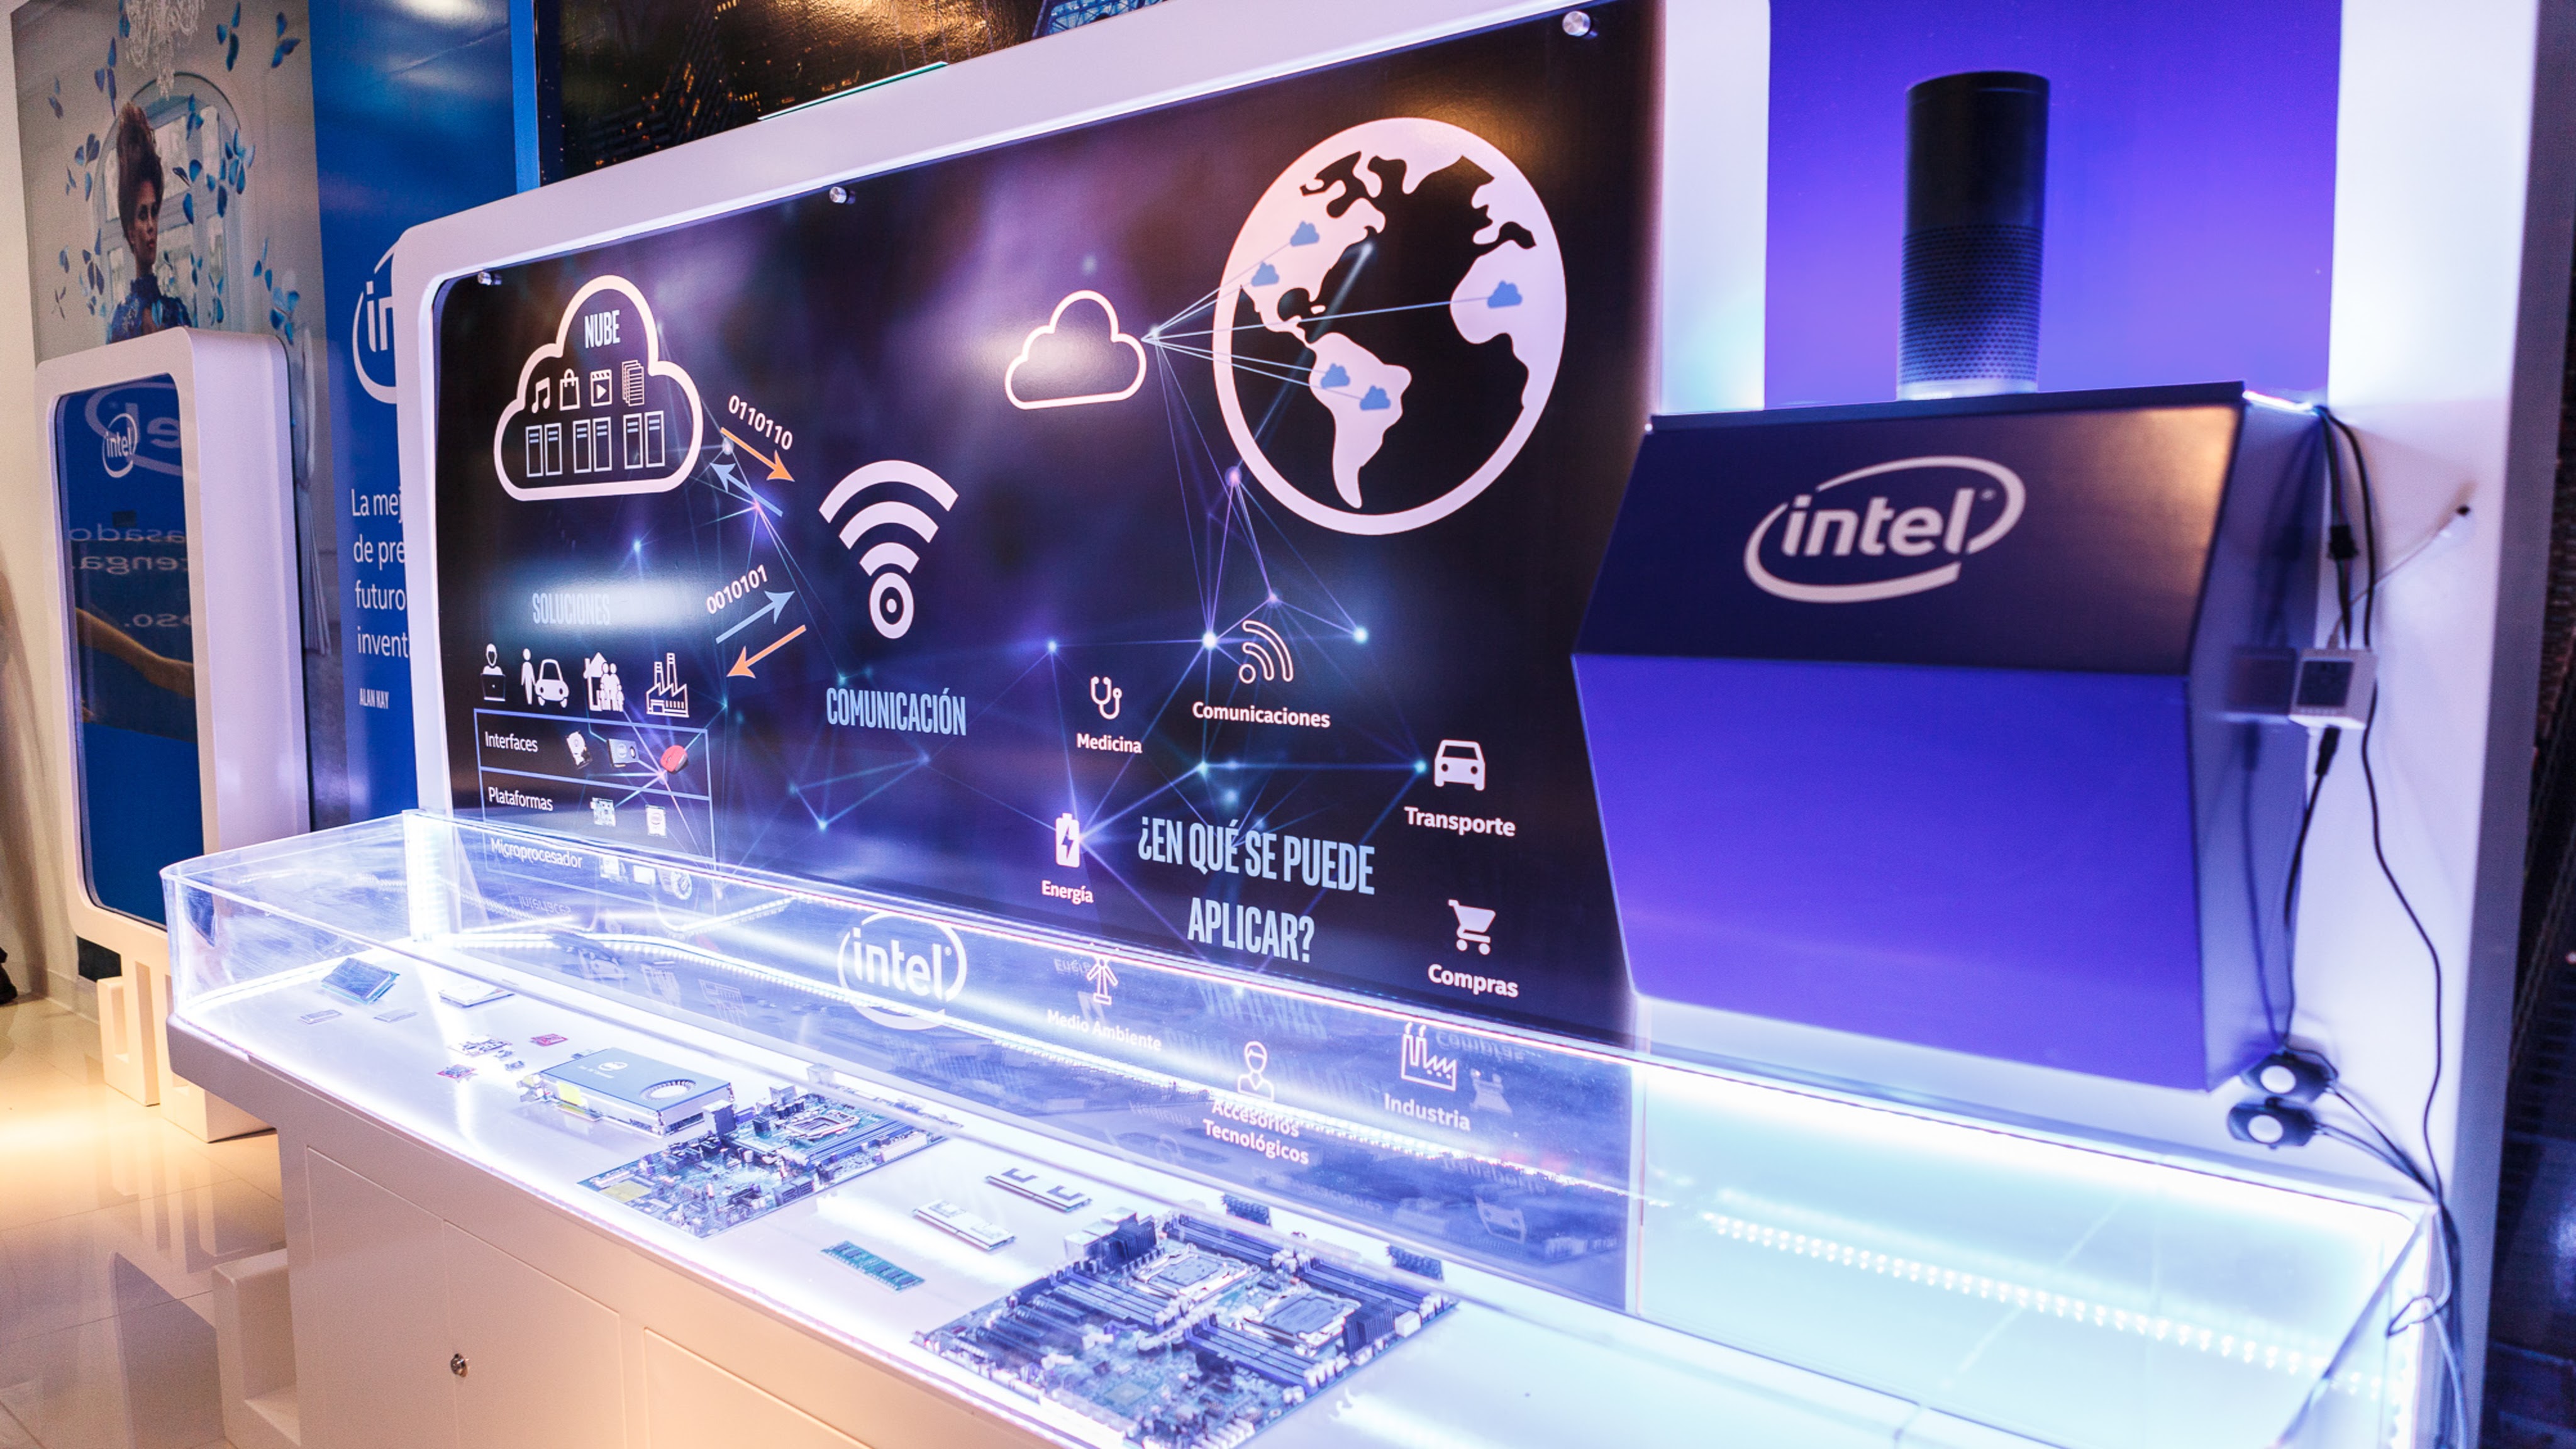 intel
La mej
de pre
futuro
invent
ALAN KAY
NUBE
0110110
0010101
SOLUCIONES
Interfaces
Plataformas
Microprocesador
COMUNICACIÓN
Medicina
Comunicaciones
Transporte
Energía
¿EN QUÉ SE PUEDE
APLICAR?
Compras
Medio Ambiente
Accesorios
Tecnológicos
Industria
intel
intel